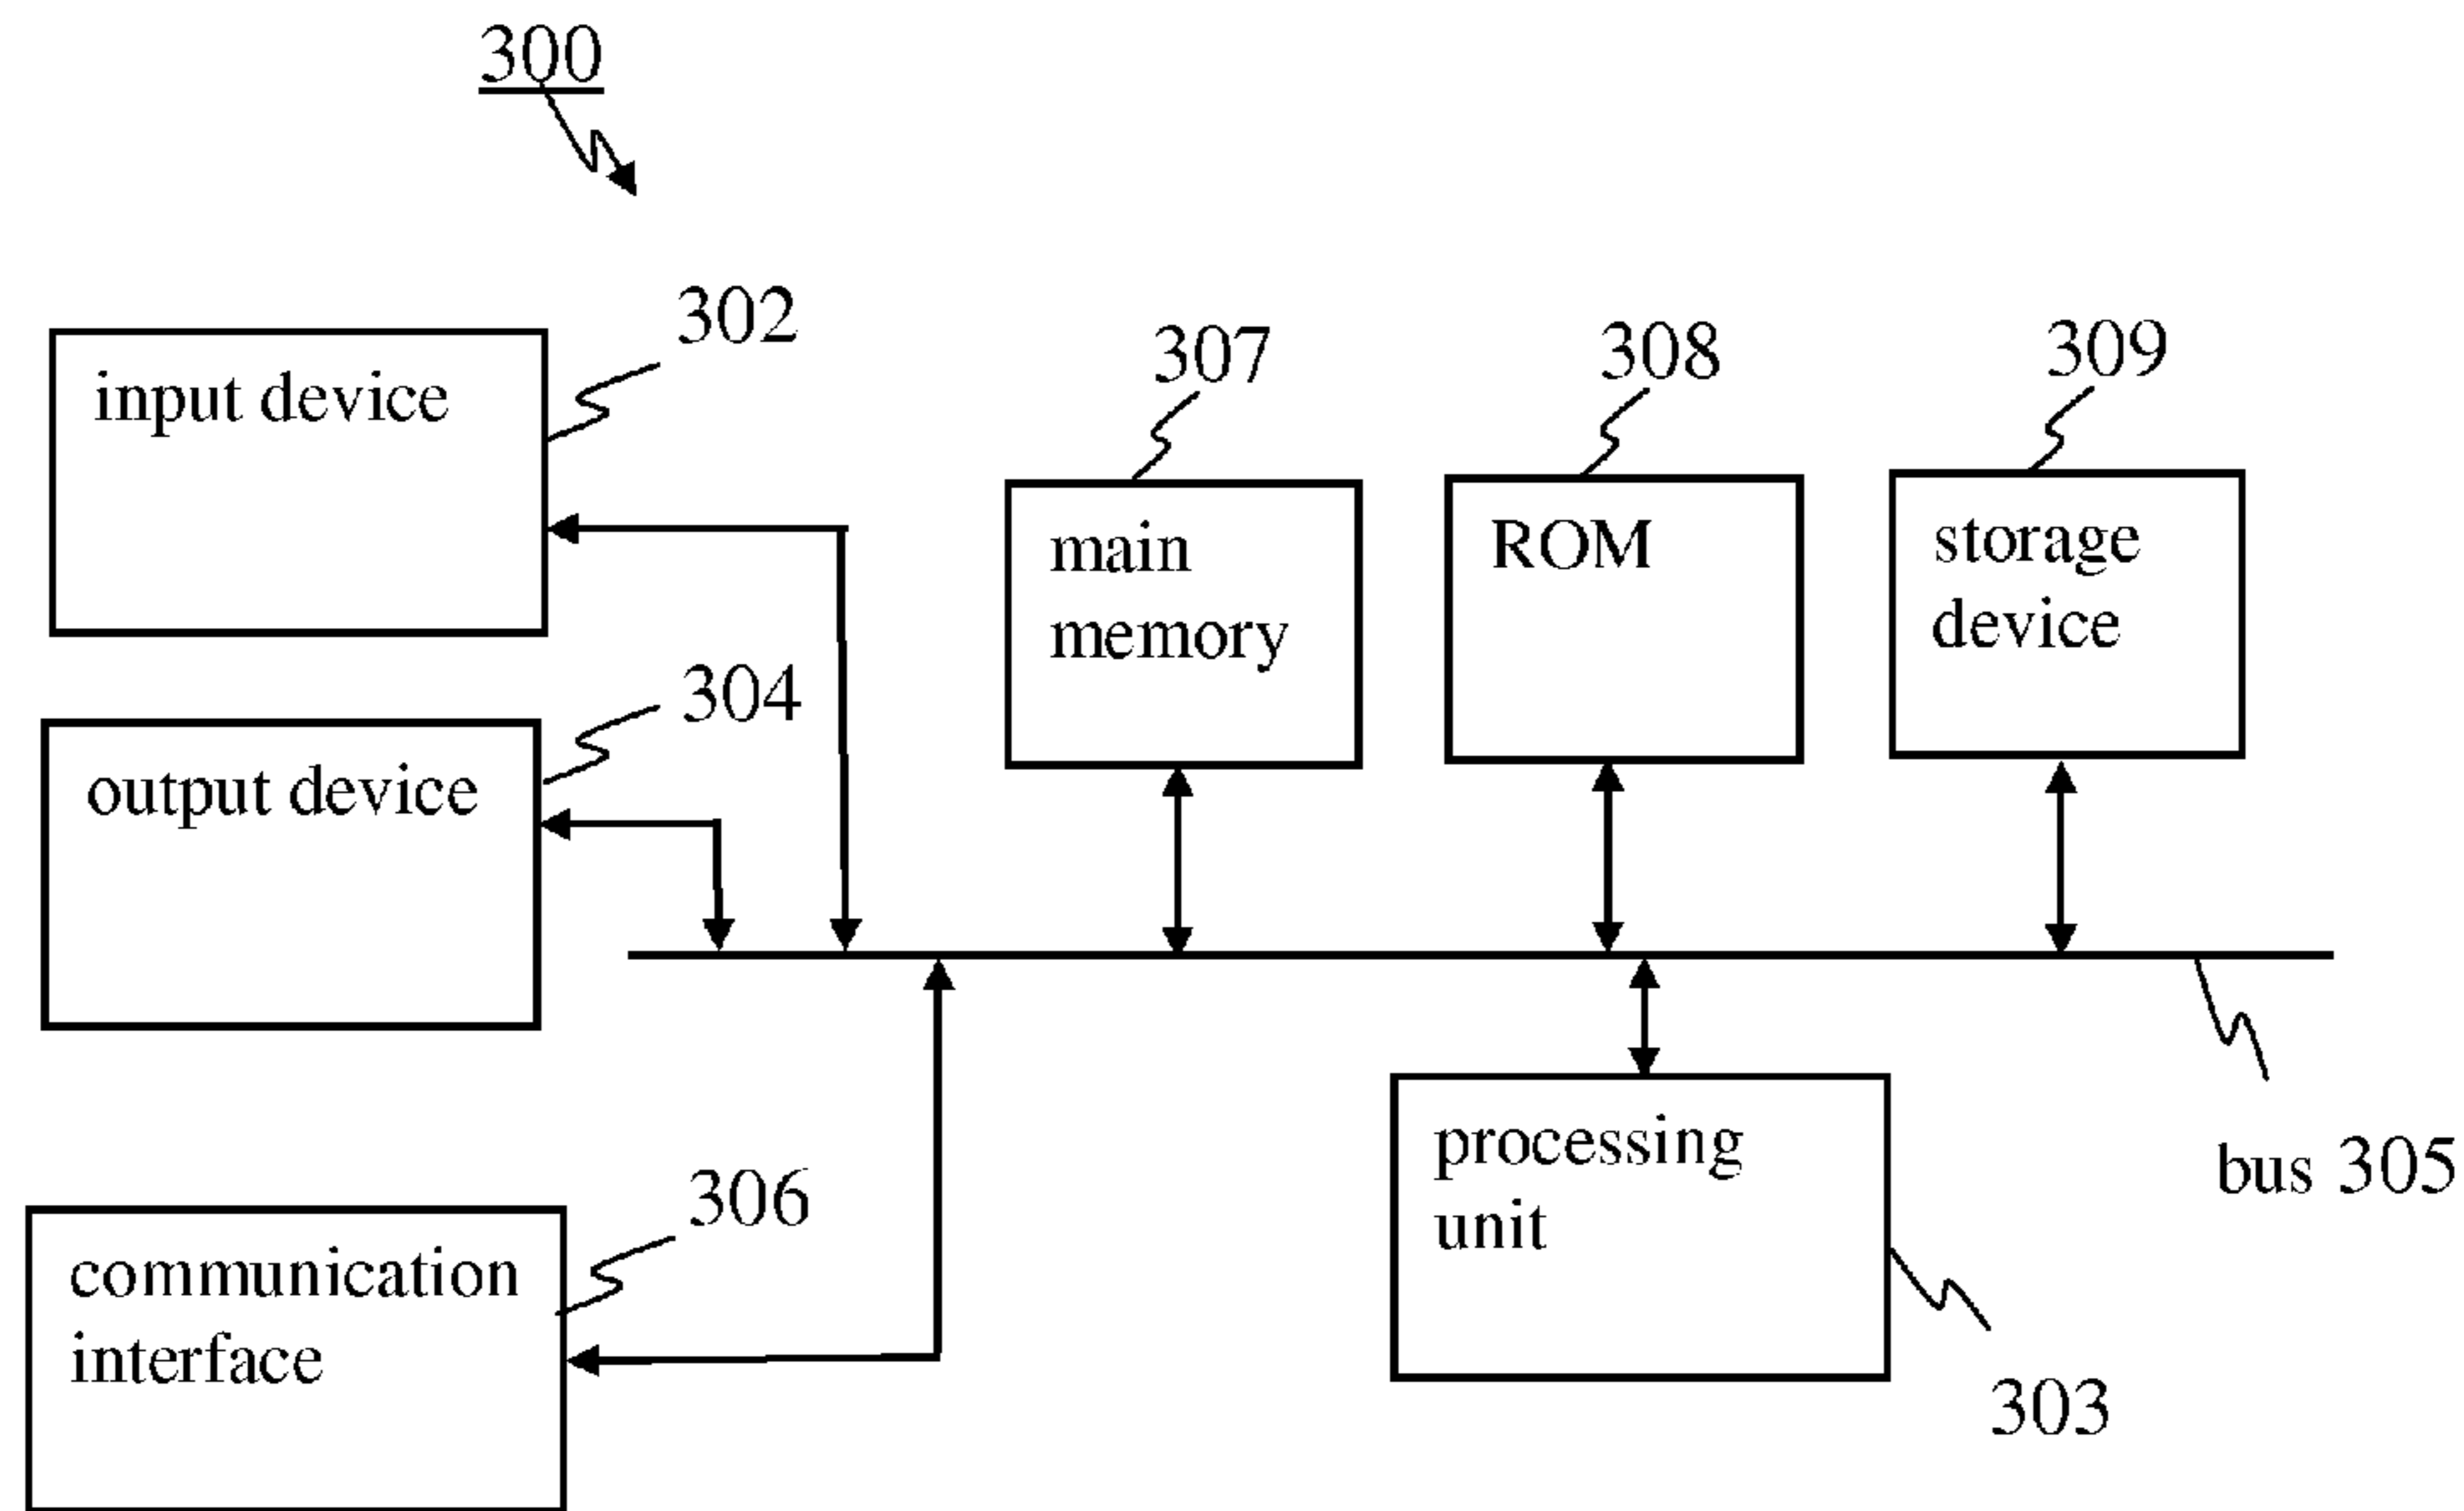 300
302
input device
307
308
309
main
memory
ROM
storage
device
304
output device
306
communication
interface
processing
unit
bus 305
303